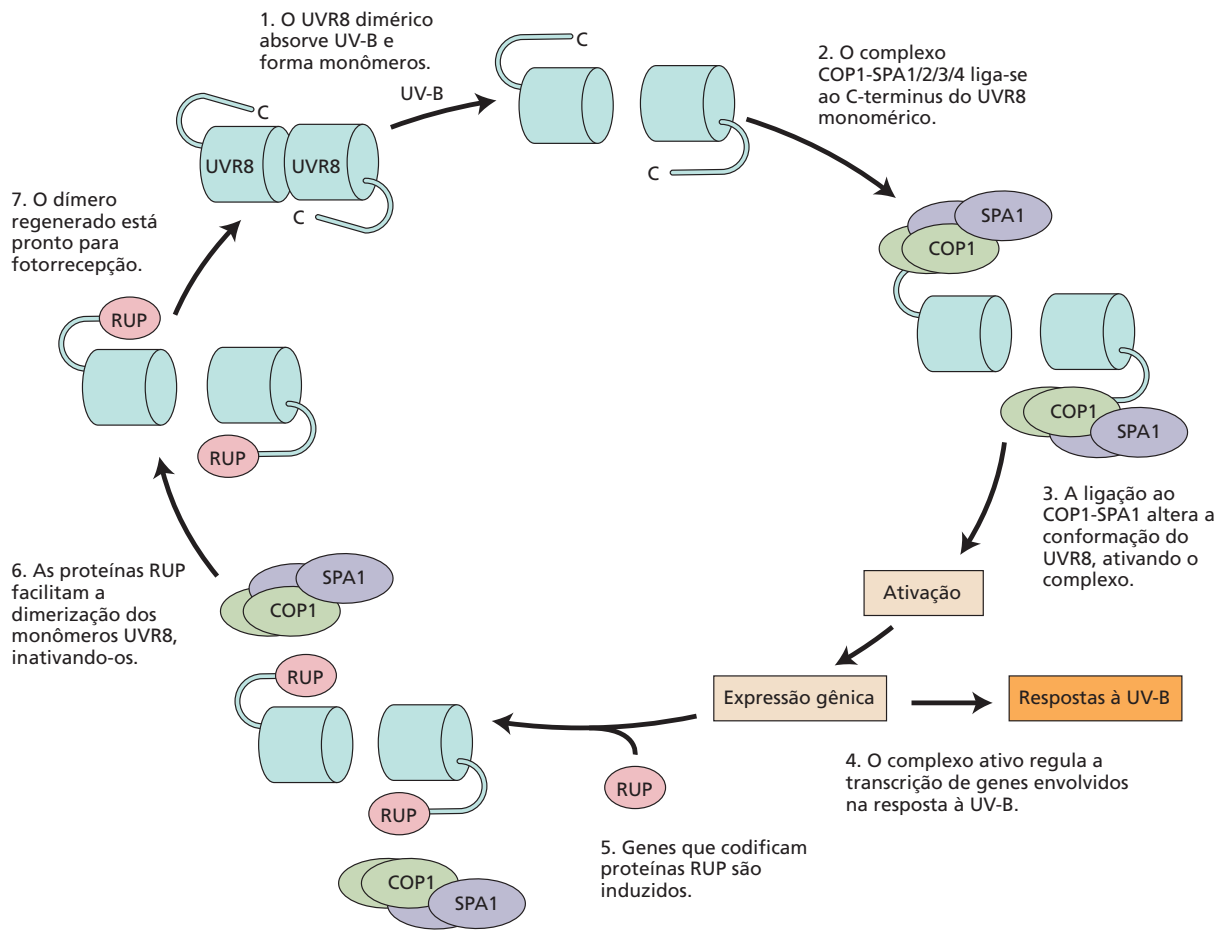 1. O UVR8 dimérico
absorve UV-B e
forma monômeros.
UV-B
C
UVR8
UVR8
C
C
C
2. O complexo
COP1-SPA1/2/3/4 liga-se
ao C-terminus do UVR8
monomérico.
SPA1
COP1
COP1
SPA1
3. A ligação ao
COP1-SPA1 altera a
conformação do
UVR8, ativando o
complexo.
Ativação
Expressão gênica
Respostas à UV-B
4. O complexo ativo regula a
transcrição de genes envolvidos
na resposta à UV-B.
RUP
5. Genes que codificam
proteínas RUP são
induzidos.
SPA1
COP1
RUP
RUP
COP1
SPA1
6. As proteínas RUP
facilitam a
dimerização dos
monômeros UVR8,
inativando-os.
RUP
RUP
7. O dímero
regenerado está
pronto para
fotorrecepção.